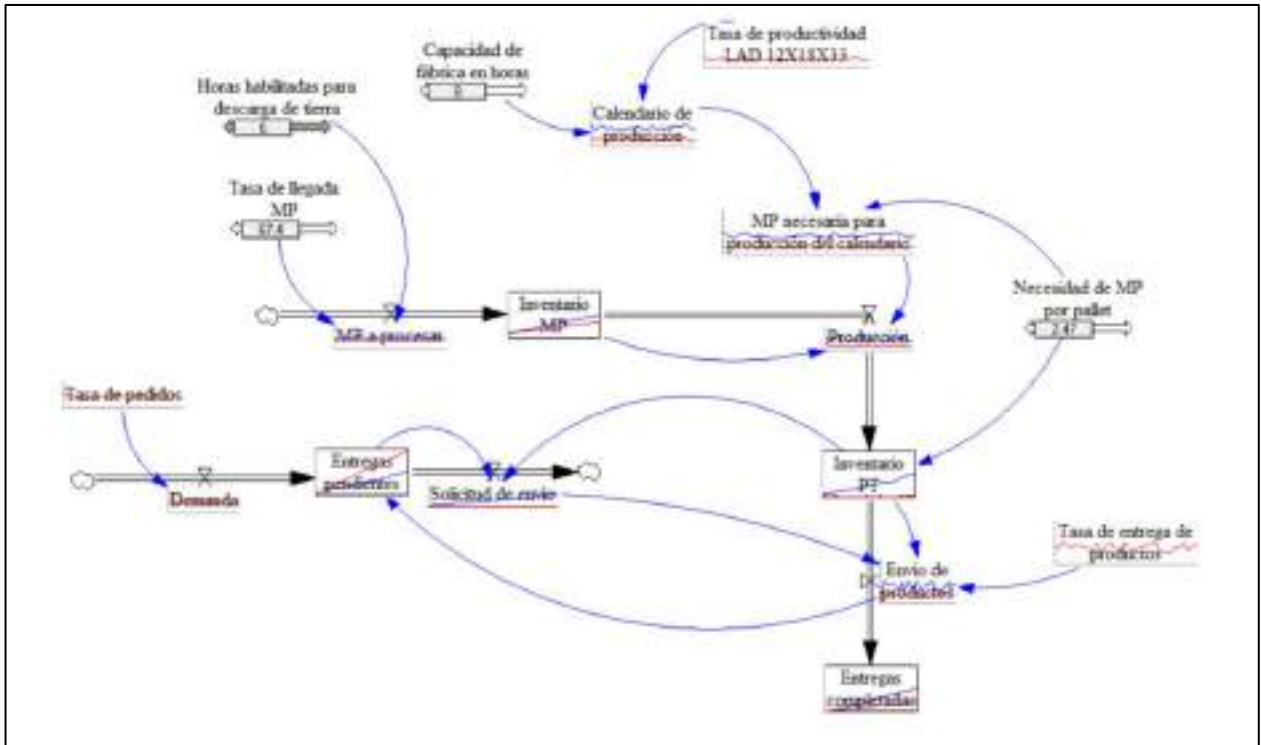 Tasa de productividad
LAD 12X18X33
Capacidad de
fábrica en horas
Horas habilitadas para
descarga de tierra
Calendario de
producción
Tasa de llegada
MP
MP necesaria para
producción del calendario
Necesidad de MP
por pallet
2.47
Inventario
MP
MP a procesar
Producción
Tasa de pedidos
Entregas
pendientes
Inventario
PT
Demanda
Solicitud de envío
Tasa de entrega de
productos
Envío de
productos
Entregas
completadas